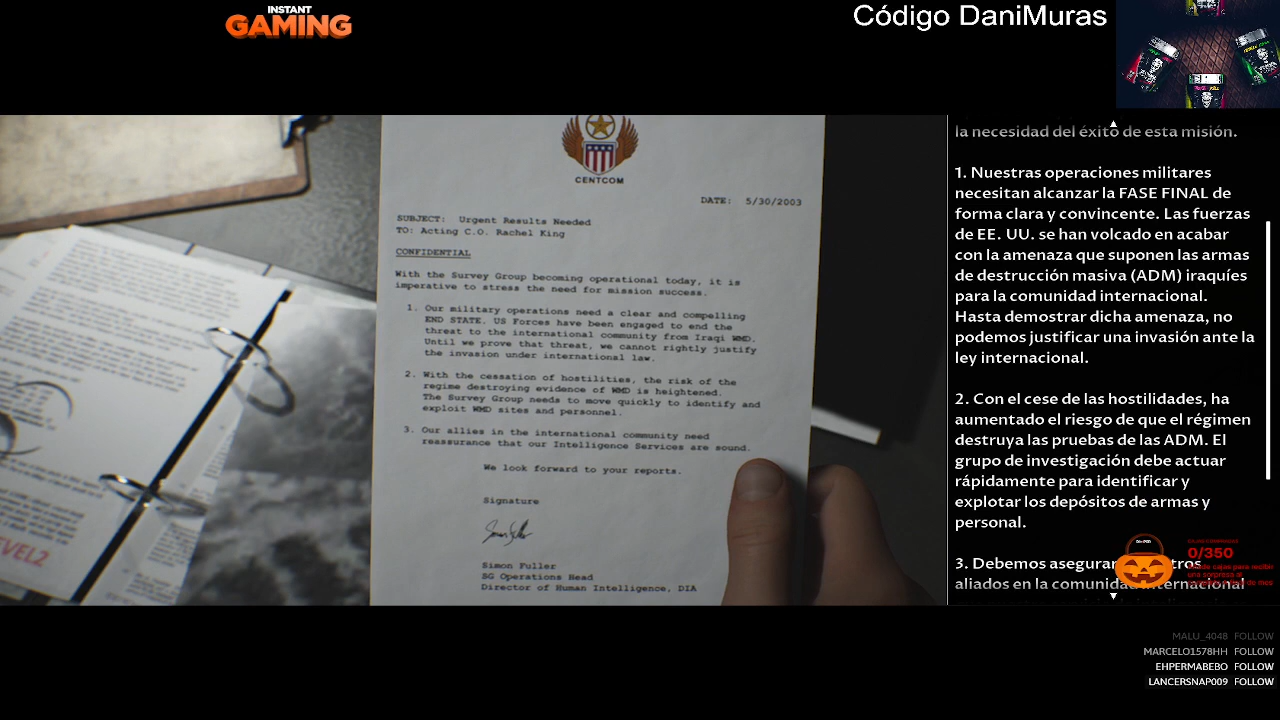 INSTANT
GAMING
Código DaniMuras
CENTCOM
DATE: 5/30/2003
SUBJECT: Urgent Results Needed
TO: Acting C.O. Rachel King
CONFIDENTIAL
With the Survey Group becoming operational today, it is
imperative to stress the need for mission success.
1. Our military operations need a clear and compelling
END STATE. US Forces have been engaged to end the
threat to the international community from Iraqi WMD.
Until we prove that threat, we cannot rightly justify
the invasion under international law.
2. With the cessation of hostilities, the risk of the
regime destroying evidence of WMD is heightened.
The Survey Group needs to move quickly to identify and
exploit WMD sites and personnel.
3. Our allies in the international community need
reassurance that our Intelligence Services are sound.
We look forward to your reports.
Signature
Simon Fuller
SG Operations Head
Director of Human Intelligence, DIA
la necesidad del éxito de esta misión.
1. Nuestras operaciones militares
necesitan alcanzar la FASE FINAL de
forma clara y convincente. Las fuerzas
de EE. UU. se han volcado en acabar
con la amenaza que suponen las armas
de destrucción masiva (ADM) iraquíes
para la comunidad internacional.
Hasta demostrar dicha amenaza, no
podemos justificar una invasión ante la
ley internacional.
2. Con el cese de las hostilidades, ha
aumentado el riesgo de que el régimen
destruya las pruebas de las ADM. El
grupo de investigación debe actuar
rápidamente para identificar y
explotar los depósitos de armas y
personal.
3. Debemos asegurar
aliados en la comunidad internacional
0/350
MALU_4048 FOLLOW
MARCELO1578HH FOLLOW
EHPERMABEBO FOLLOW
LANCERSNAP009 FOLLOW